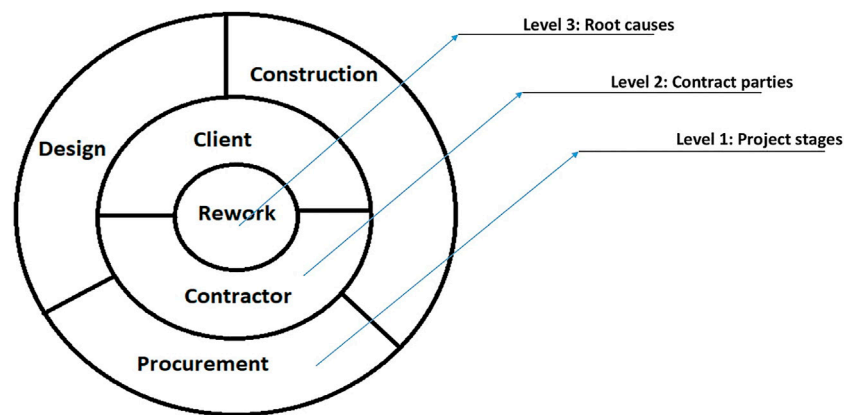 Level 3: Root causes
Construction
Level 2: Contract parties
Client
Design
Level 1: Project stages
Rework
Contractor
Procurement